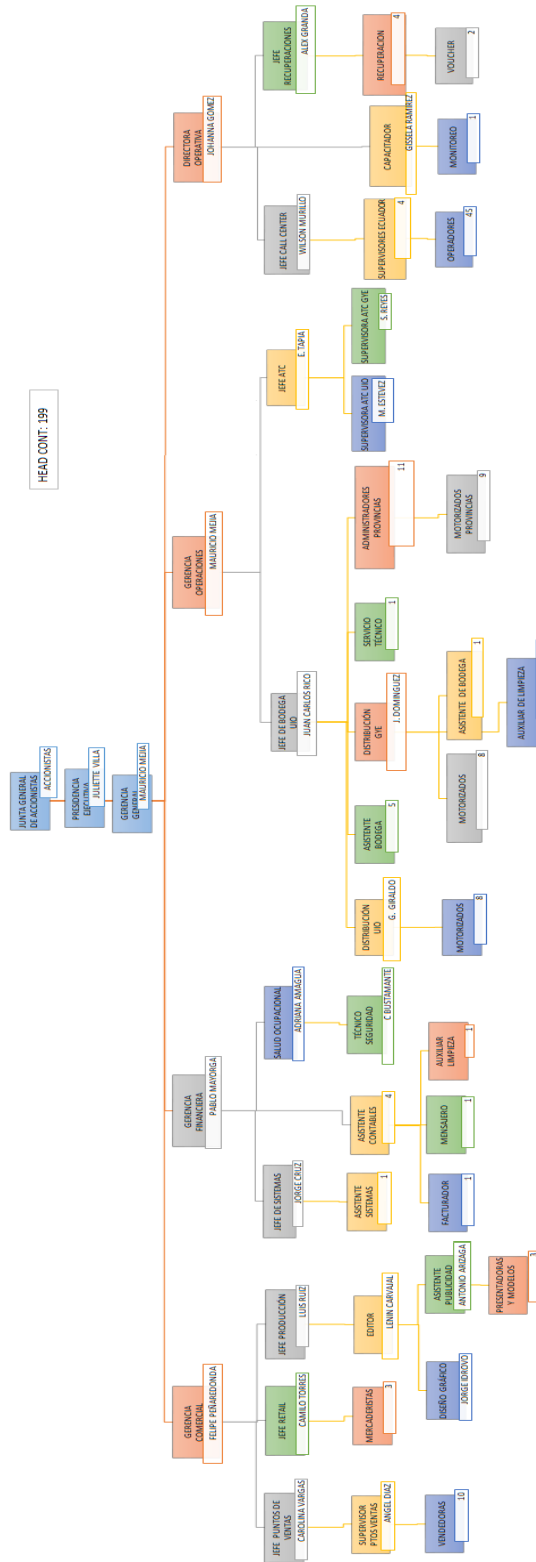 HEAD CONT: 199
JUNTA GENERAL
DE ACCIONISTAS
ACCIONISTAS
PRESIDENCIA
EJECUTIVA
JULIETTE VILLA
GERENCIA
GENERAL
MAURICIO MEJIA
GERENCIA
COMERCIAL
FELIPE PEÑAREDONDA
GERENCIA
FINANCIERA
PABLO MAYORGA
GERENCIA
OPERACIONES
MAURICIO MEJIA
DIRECTORA
OPERATIVA
JOHANNA GOMEZ
JEFE PUNTOS DE
VENTAS
CAROLINA VARGAS
JEFE RETAIL
CAMILO TORRES
JEFE PRODUCCIÓN
LUIS RUIZ
JEFE DE SISTEMAS
JORGE CRUZ
SALUD OCUPACIONAL
ADRIANA AMAGUA
JEFE DE BODEGA
UIO
JUAN CARLOS RICO
JEFE ATC
E. TAPIA
JEFE CALL CENTER
WILSON MURILLO
JEFE
RECUPERACIONES
ALEX GRANDA
SUPERVISOR
PTOS VENTAS
ANGEL DIAZ
MERCADERISTAS
3
EDITOR
LENIN CARVAJAL
ASISTENTE
SISTEMAS
1
ASISTENTE
CONTABLES
4
TÉCNICO
SEGURIDAD
C BUSTAMANTE
DISTRIBUCIÓN
UIO
G. GIRALDO
ASISTENTE
BODEGA
5
DISTRIBUCIÓN
GYE
J. DOMINGUEZ
SERVICIO
TÉCNICO
1
ADMINISTRADORES
PROVINCIAS
11
SUPERVISORA ATC UIO
M. ESTEVEZ
SUPERVISORA ATC GYE
S. REYES
SUPERVISORES ECUADOR
4
CAPACITADOR
GISSELA RAMIREZ
RECUPERACION
4
VENDEDORAS
10
DISEÑO GRÁFICO
JORGE IDROVO
ASISTENTE
PUBLICIDAD
ANTONIO ARIZAGA
FACTURADOR
1
MENSAJERO
1
AUXILIAR
LIMPIEZA
1
MOTORIZADOS
8
MOTORIZADOS
8
ASISTENTE DE BODEGA
1
MOTORIZADOS
PROVINCIAS
9
OPERADORES
45
MONITOREO
1
VOUCHER
2
PRESENTADORAS
Y MODELOS
AUXILIAR DE LIMPIEZA